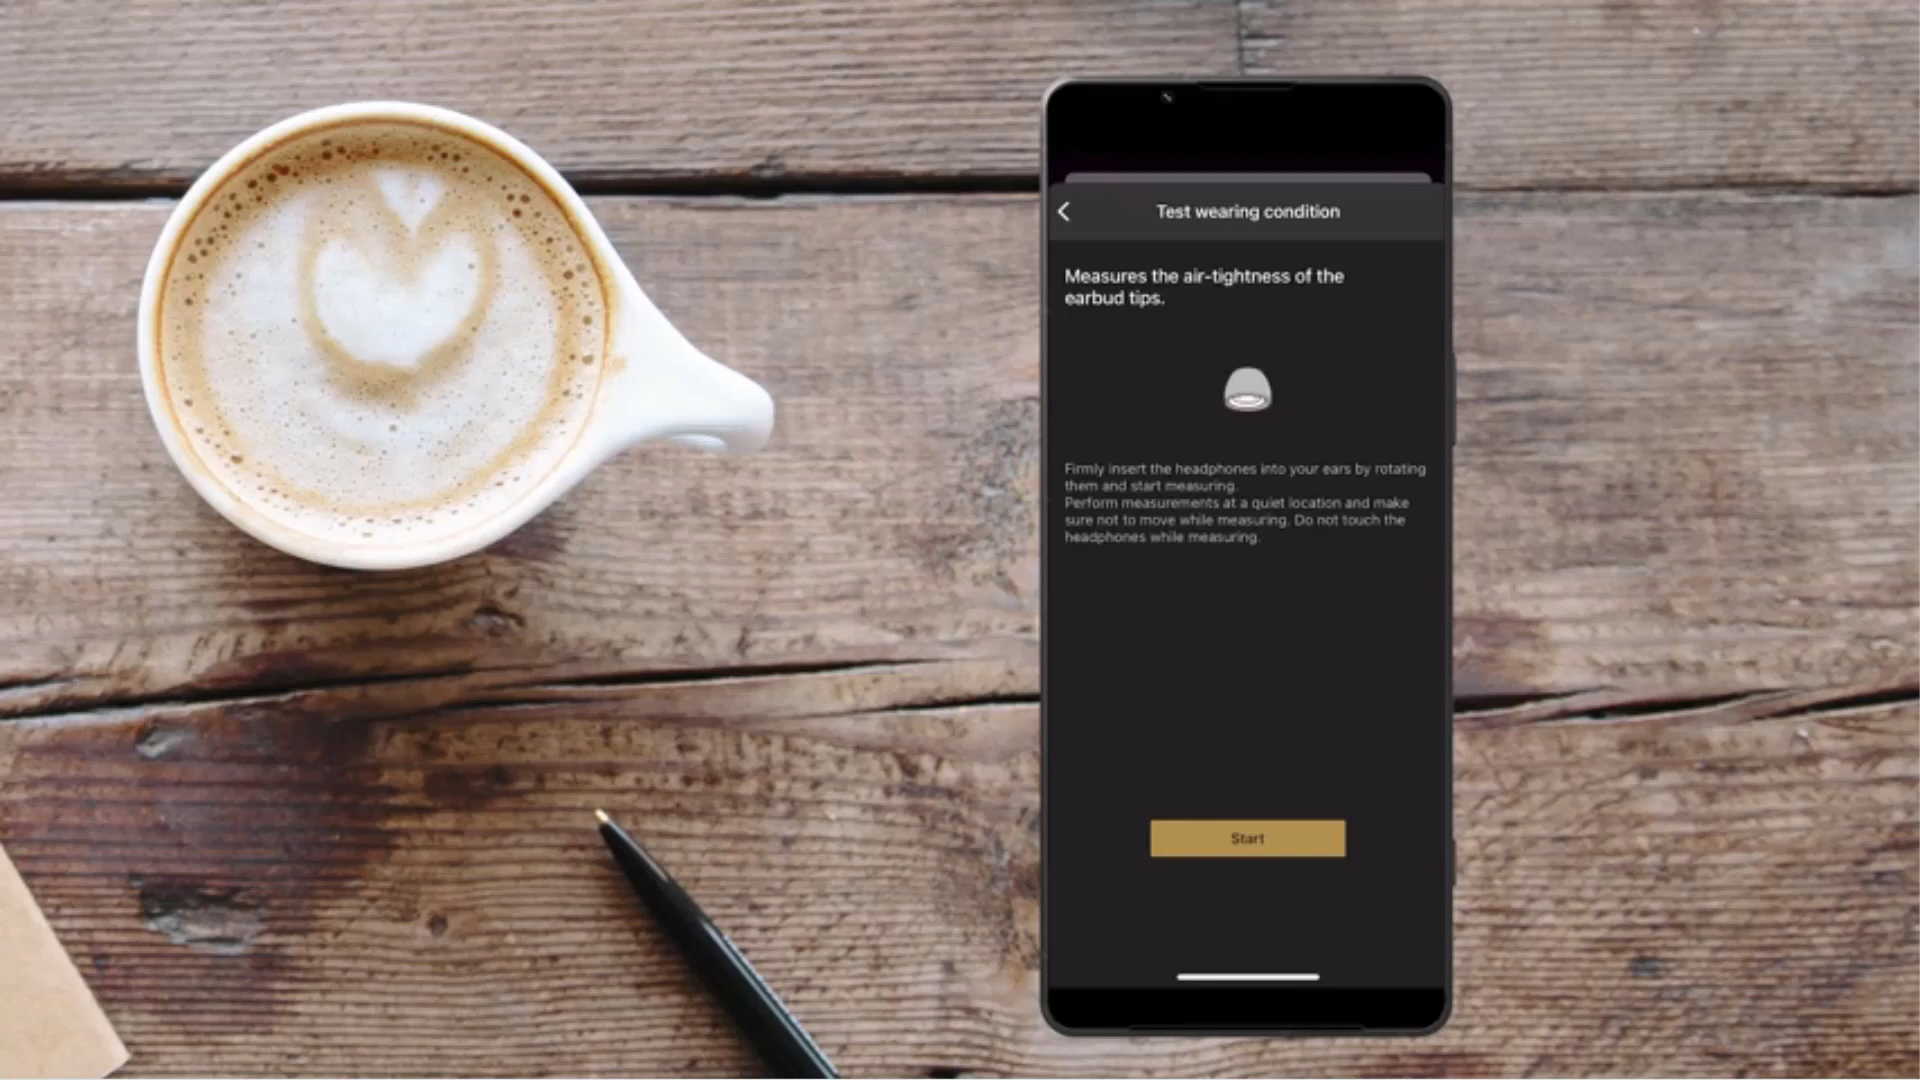 Test wearing condition
Measures the air-tightness of the
earbud tips.
Firmly insert the headphones into your ears by rotating
them and start measuring.
Perform measurements at a quiet location and make
sure not to move while measuring. Do not touch the
headphones while measuring.
Start